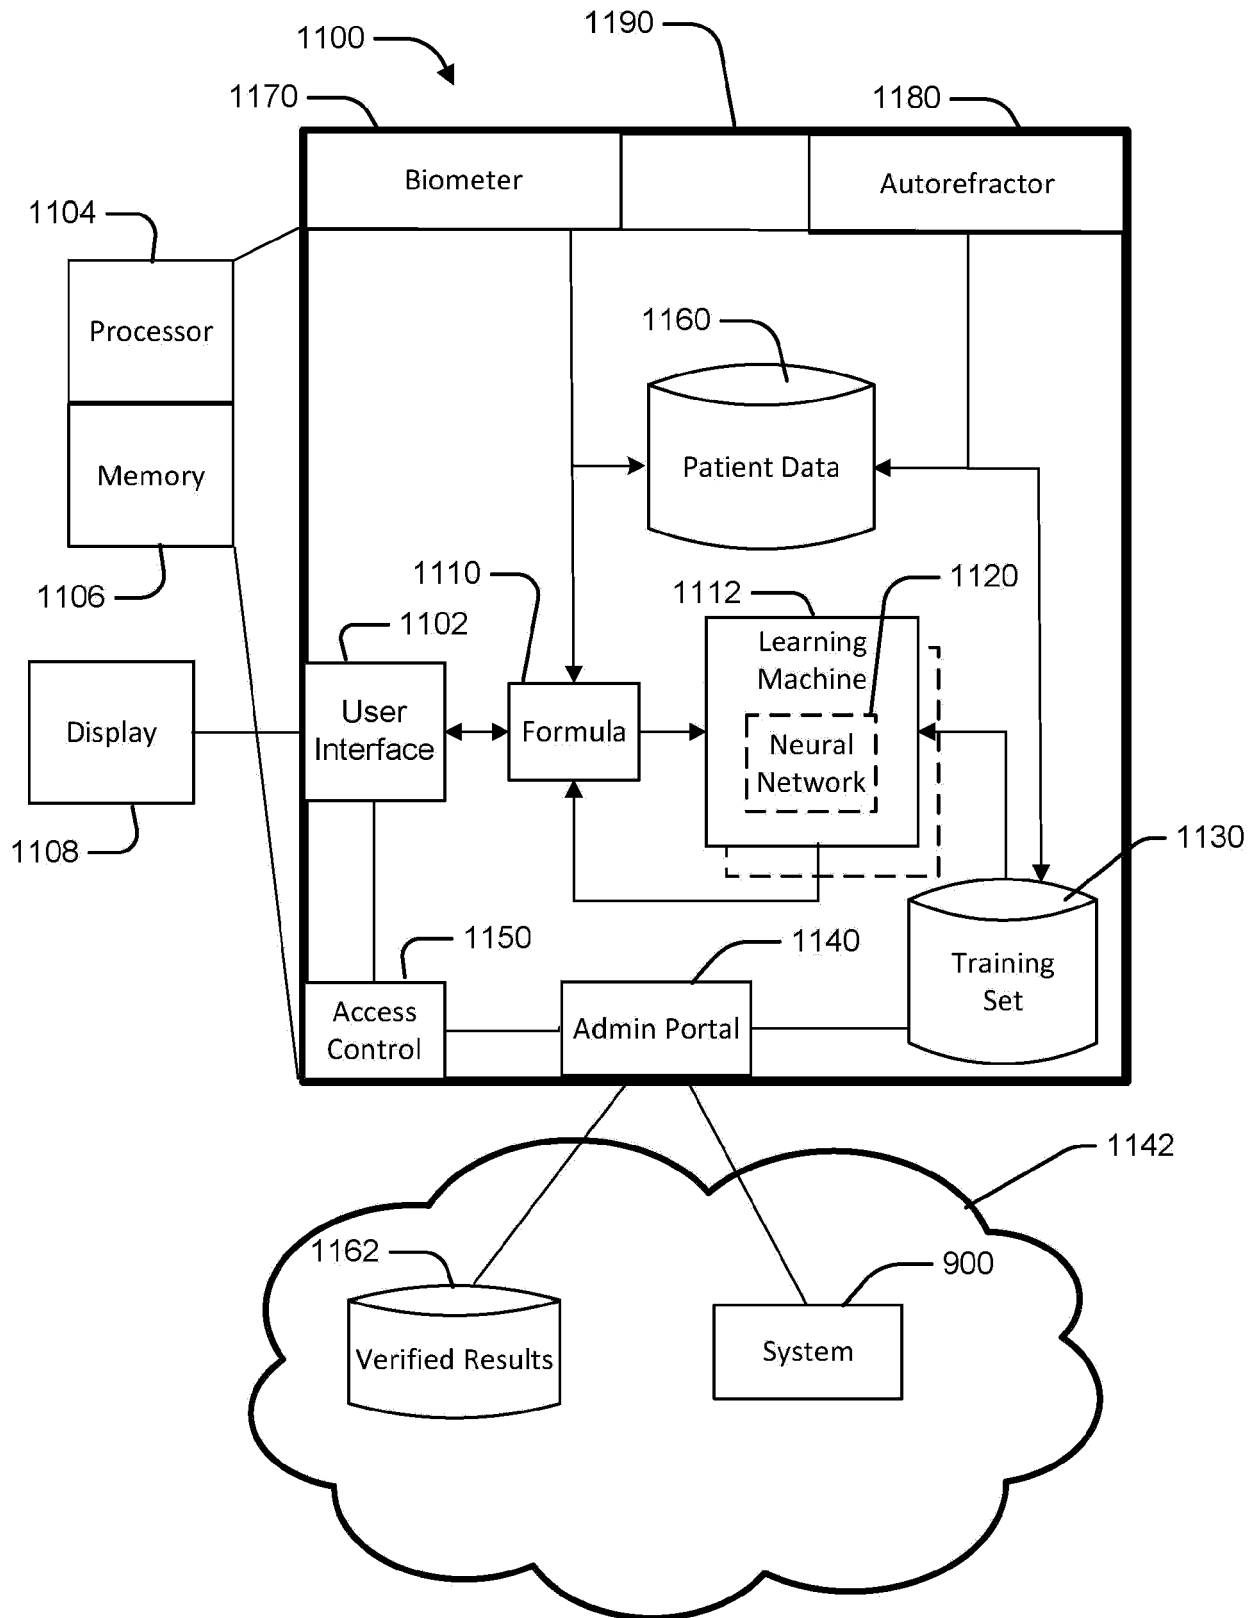 1100
1190
1170
1180
Biometer
Autorefractor
1104
Processor
1160
Patient Data
Memory
1106
1110
1112
1120
1102
Learning
Machine
User
Interface
Display
Formula
Neural
Network
1108
1130
1150
1140
Training
Set
Access
Control
Admin Portal
1142
1162
900
Verified Results
System